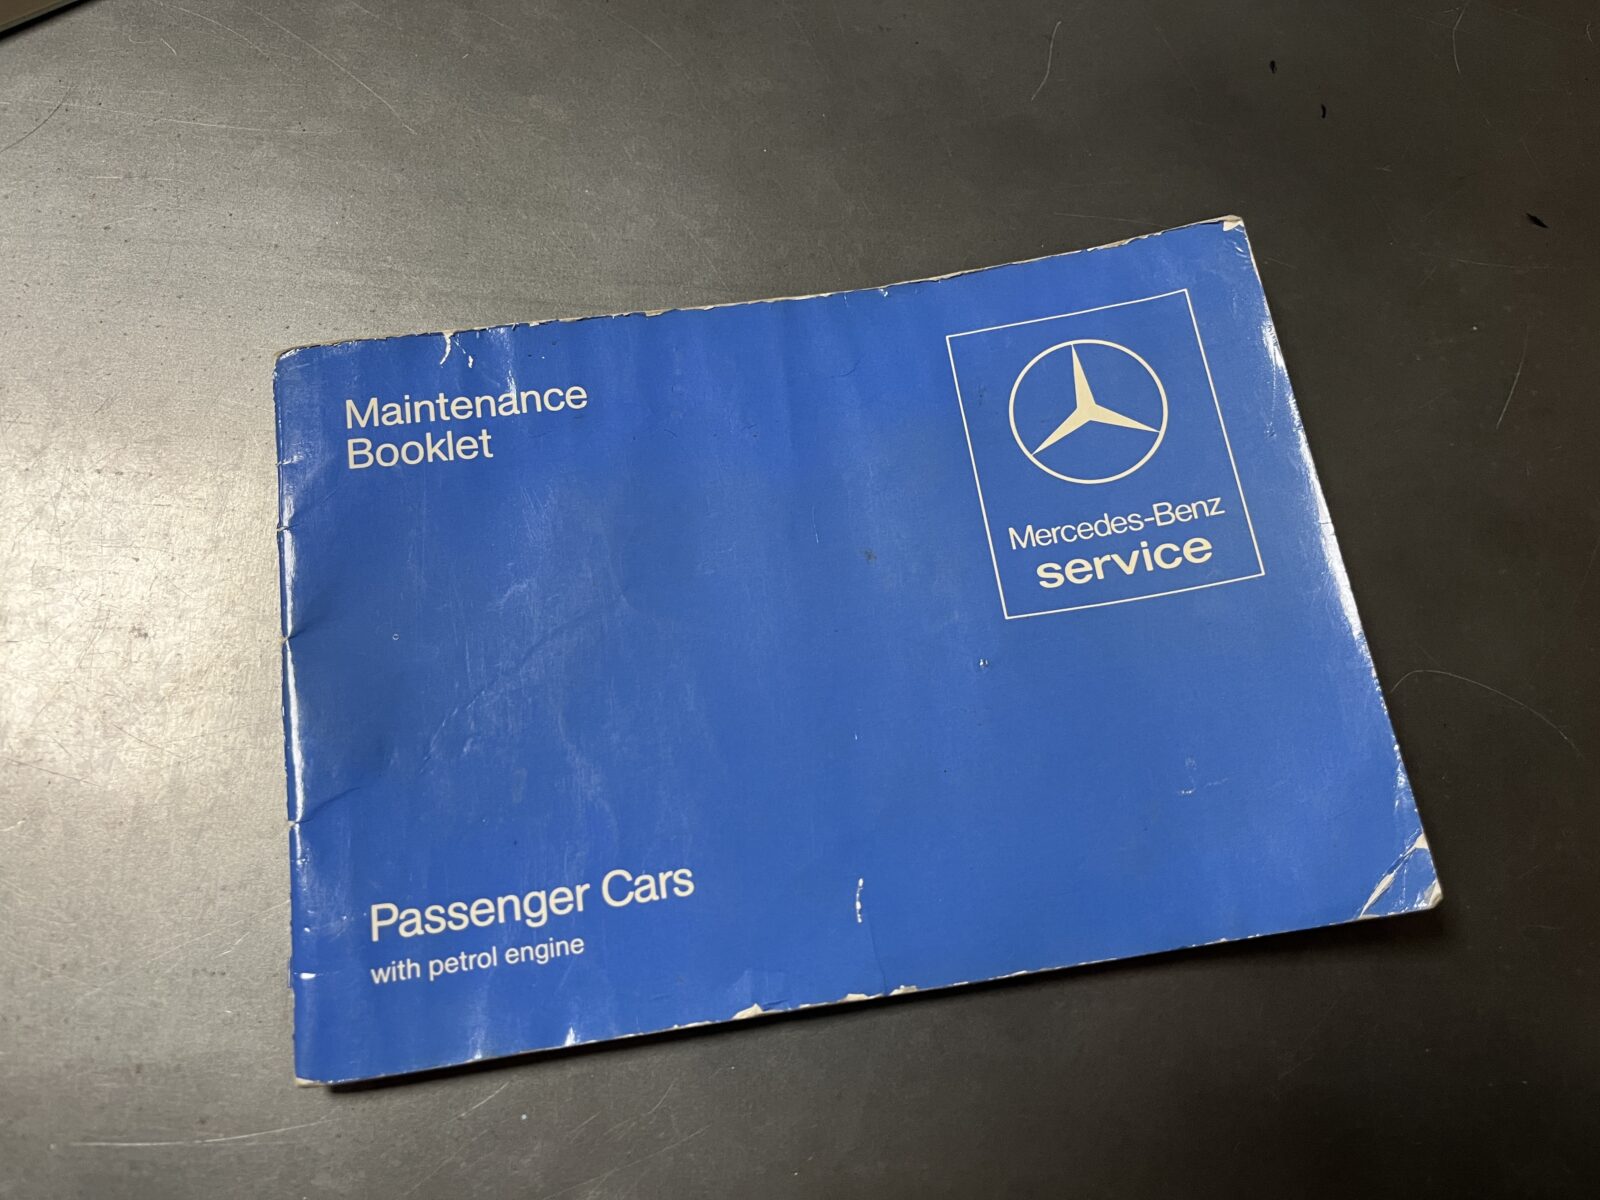 Maintenance
Booklet
Mercedes-Benz
service
Passenger Cars
with petrol engine